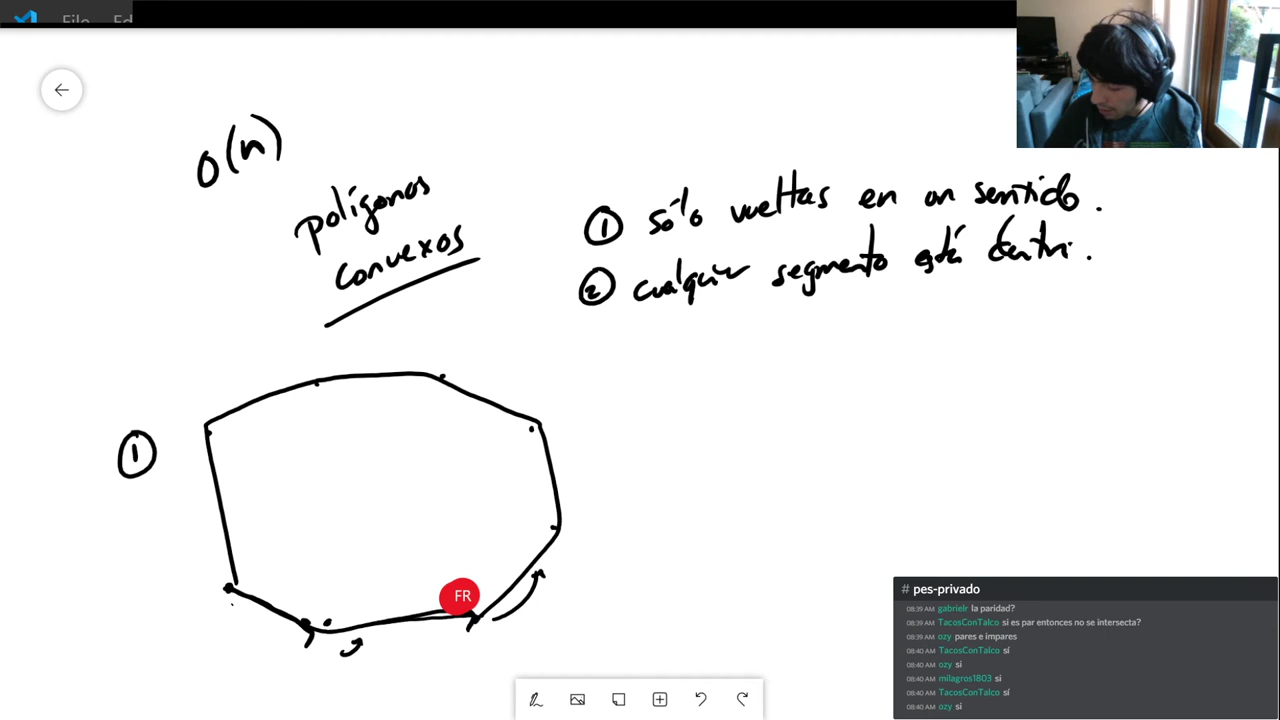 File Ed
O(n)
polígonos
convexos
① sólo vueltas en un sentido.
② cualquier segmento está dentro.
①
FR
# pes-privado
08:39 AM gabrielr la paridad?
08:39 AM TacosConTalco si es par entonces no se intersecta?
08:39 AM ozy pares e impares
08:40 AM TacosConTalco sí
08:40 AM ozy si
08:40 AM milagros1803 si
08:40 AM TacosConTalco sí
08:40 AM ozy si